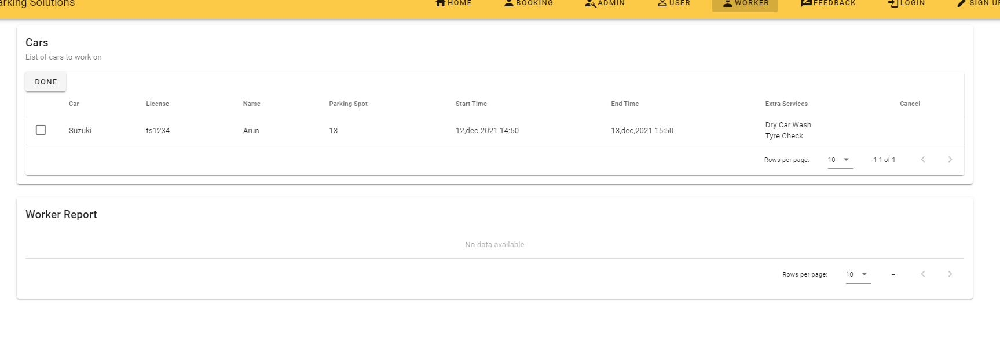 arking Solutions HOME BOOKING ADMIN USER WORKER FEEDBACK LOGIN SIGN UP
Cars
List of cars to work on
DONE
Car License Name Parking Spot Start Time End Time Extra Services Cancel
Suzuki ts1234 Arun 13 12,dec-2021 14:50 13,dec,2021 15:50 Dry Car Wash
Tyre Check
Rows per page: 10 1-1 of 1
Worker Report
No data available
Rows per page: 10 –